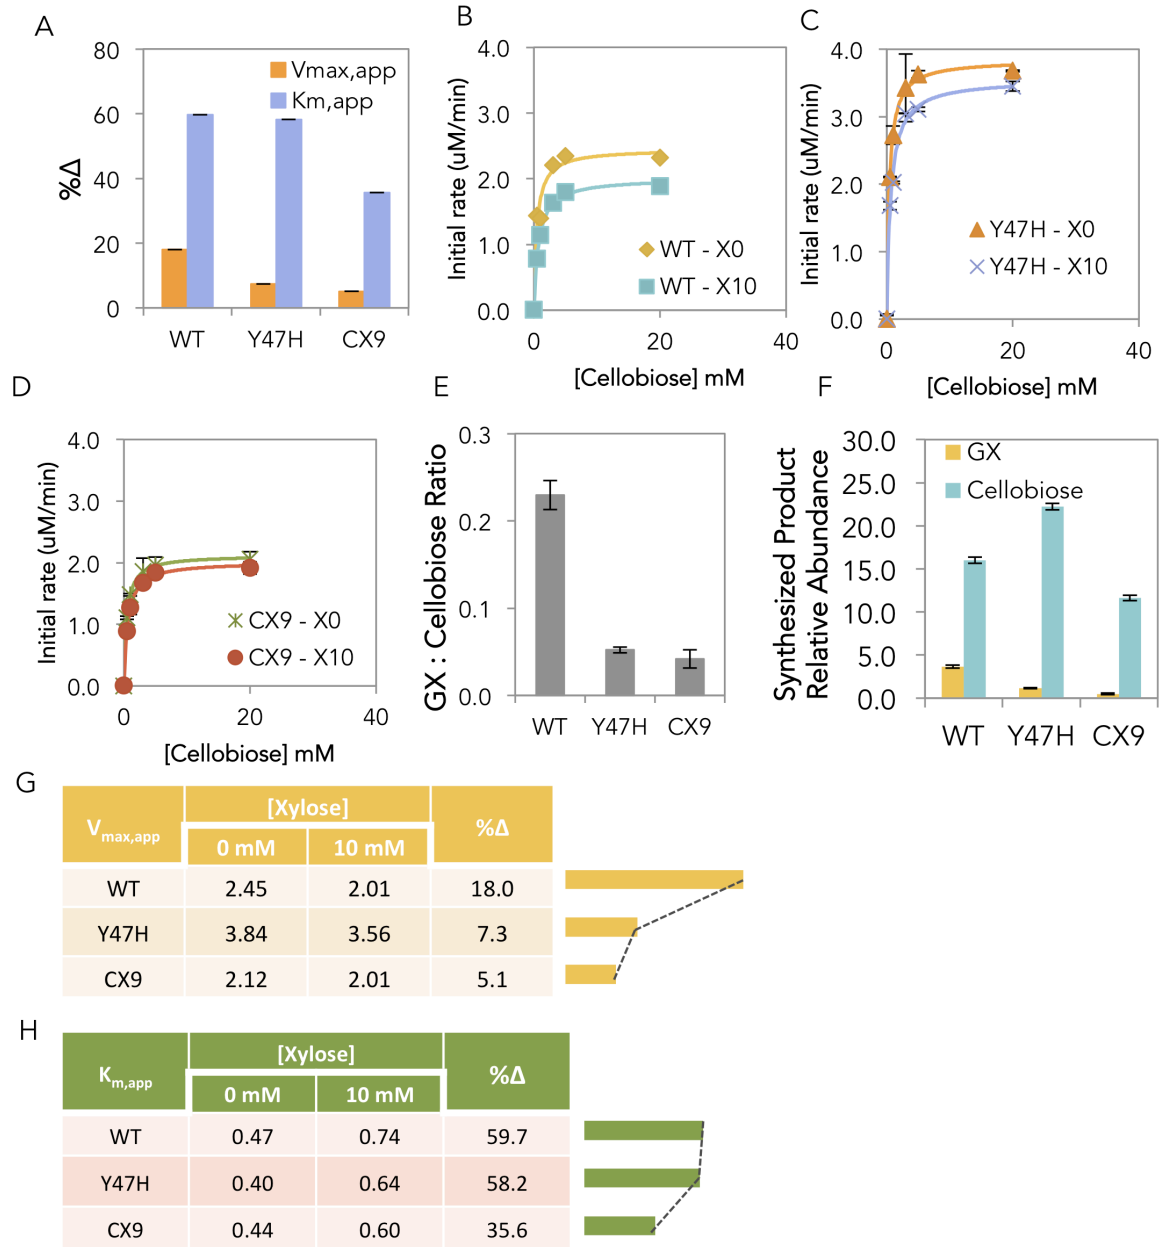 A
80
60
40
20
0
%Δ
Vmax,app
Km,app
WT Y47H CX9
B
4.0
3.0
2.0
1.0
0.0
Initial rate (uM/min)
WT - X0
WT - X10
0 20 40
[Cellobiose] mM
C
4.0
3.0
2.0
1.0
0.0
Initial rate (uM/min)
Y47H - X0
Y47H - X10
0 20 40
[Cellobiose] mM
D
4.0
3.0
2.0
1.0
0.0
Initial rate (uM/min)
CX9 - X0
CX9 - X10
0 20 40
[Cellobiose] mM
E
0.3
0.2
0.1
0.0
GX : Cellobiose Ratio
WT Y47H CX9
F
30.0
25.0
20.0
15.0
10.0
5.0
0.0
Synthesized Product
Relative Abundance
GX
Cellobiose
WT Y47H CX9
G
Vmax,app [Xylose] %Δ
0 mM 10 mM
WT 2.45 2.01 18.0
Y47H 3.84 3.56 7.3
CX9 2.12 2.01 5.1
H
Km,app [Xylose] %Δ
0 mM 10 mM
WT 0.47 0.74 59.7
Y47H 0.40 0.64 58.2
CX9 0.44 0.60 35.6